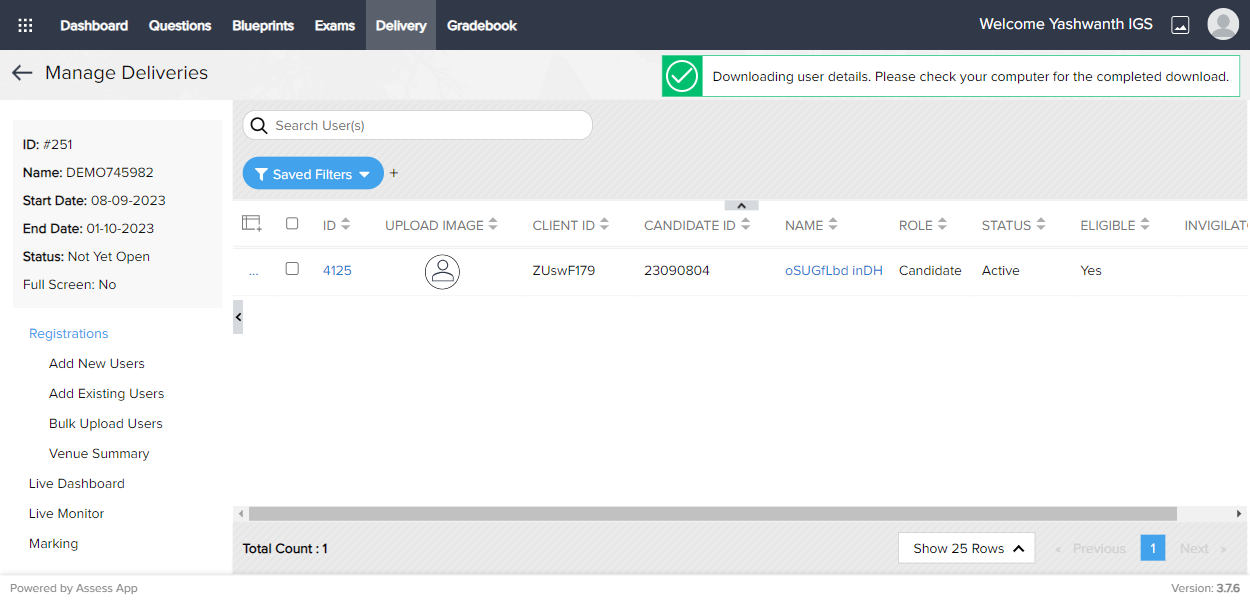 Dashboard Questions Blueprints Exams Delivery Gradebook Welcome Yashwanth IGS
Manage Deliveries
Downloading user details. Please check your computer for the completed download.
ID: #251
Name: DEMO745982
Start Date: 08-09-2023
End Date: 01-10-2023
Status: Not Yet Open
Full Screen: No
Registrations
Add New Users
Add Existing Users
Bulk Upload Users
Venue Summary
Live Dashboard
Live Monitor
Marking
Search User(s)
Saved Filters +
ID UPLOAD IMAGE CLIENT ID CANDIDATE ID NAME ROLE STATUS ELIGIBLE INVIGILAT
... 4125 ZUswF179 23090804 oSUGfLbd inDH Candidate Active Yes
Total Count : 1
Show 25 Rows « Previous 1 Next »
Powered by Assess App
Version: 3.7.6